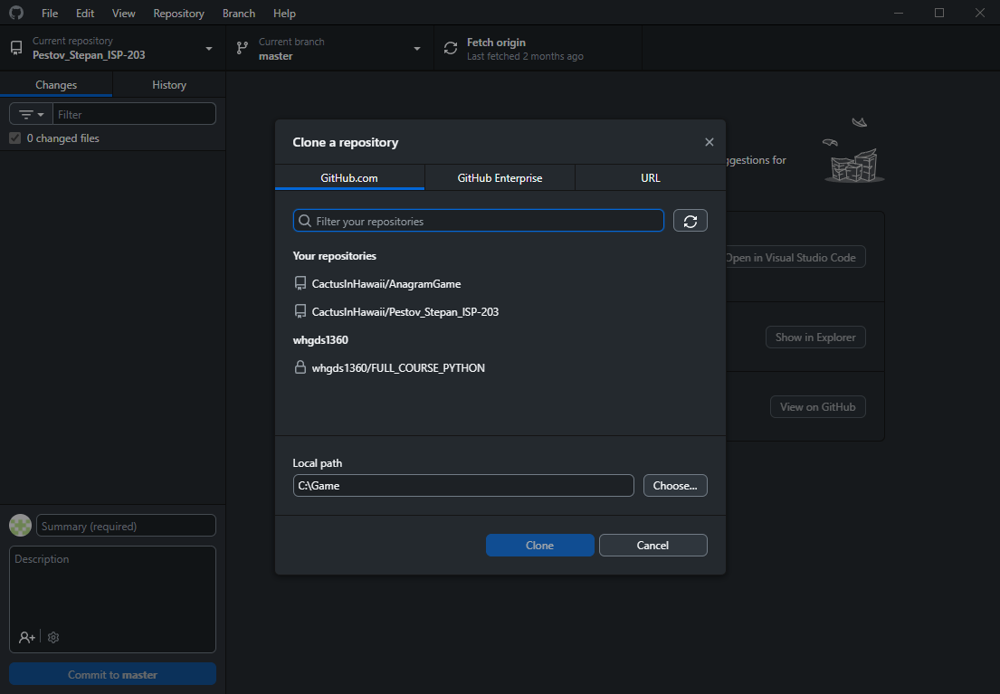 File Edit View Repository Branch Help
Current repository
Pestov_Stepan_ISP-203
Current branch
master
Fetch origin
Last fetched 2 months ago
Changes History
Filter
0 changed files
Summary (required)
Description
Commit to master
Clone a repository
GitHub.com GitHub Enterprise URL
Filter your repositories
Your repositories
CactusInHawaii/AnagramGame
CactusInHawaii/Pestov_Stepan_ISP-203
whgds1360
whgds1360/FULL_COURSE_PYTHON
Local path
C:\Game
Choose...
Clone Cancel
ggestions for
Open in Visual Studio Code
Show in Explorer
View on GitHub